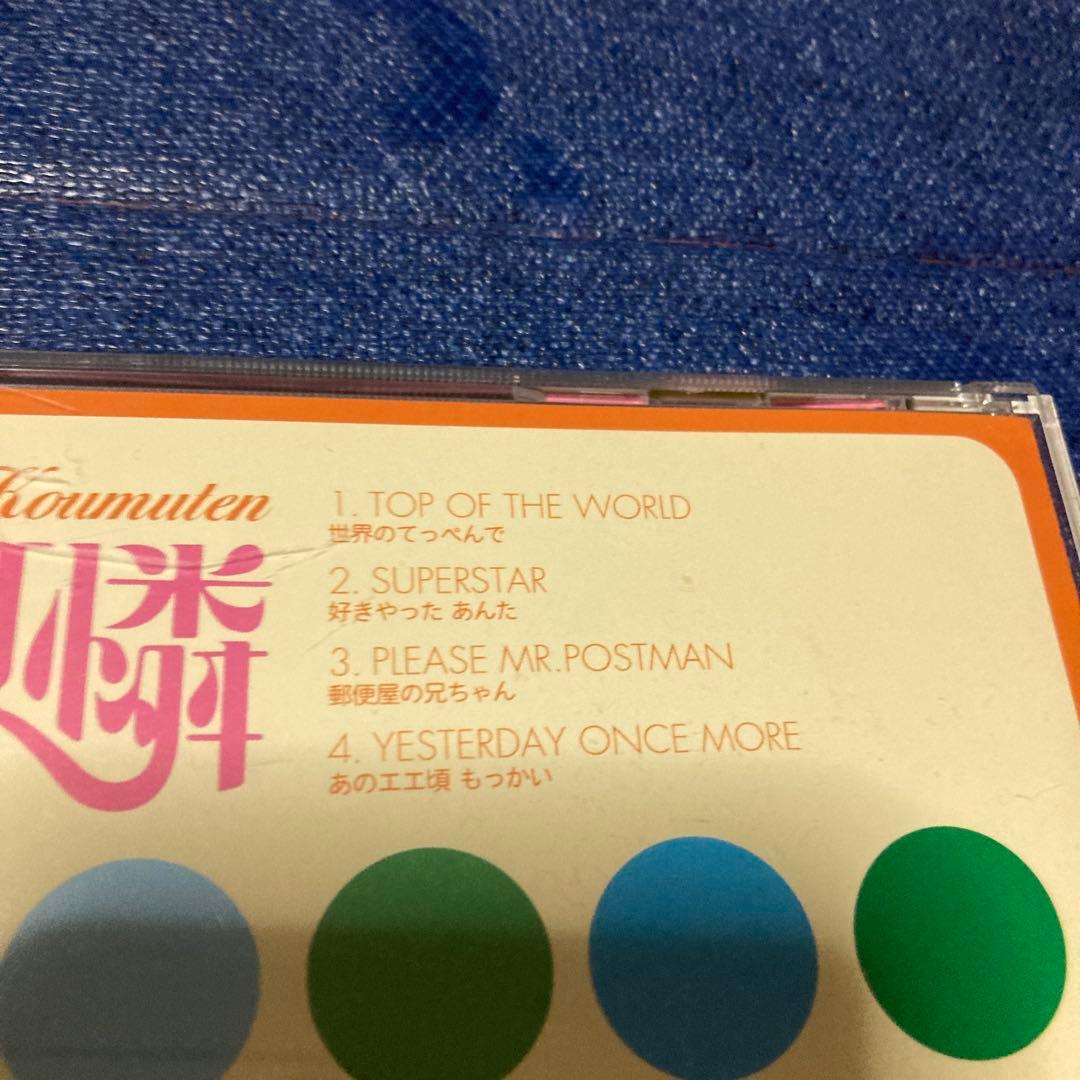 Koumuten
麟
1. TOP OF THE WORLD
世界のてっぺんで
2. SUPERSTAR
好きやった あんた
3. PLEASE MR.POSTMAN
郵便屋の兄ちゃん
4. YESTERDAY ONCE MORE
あのエエ頃 もっかい